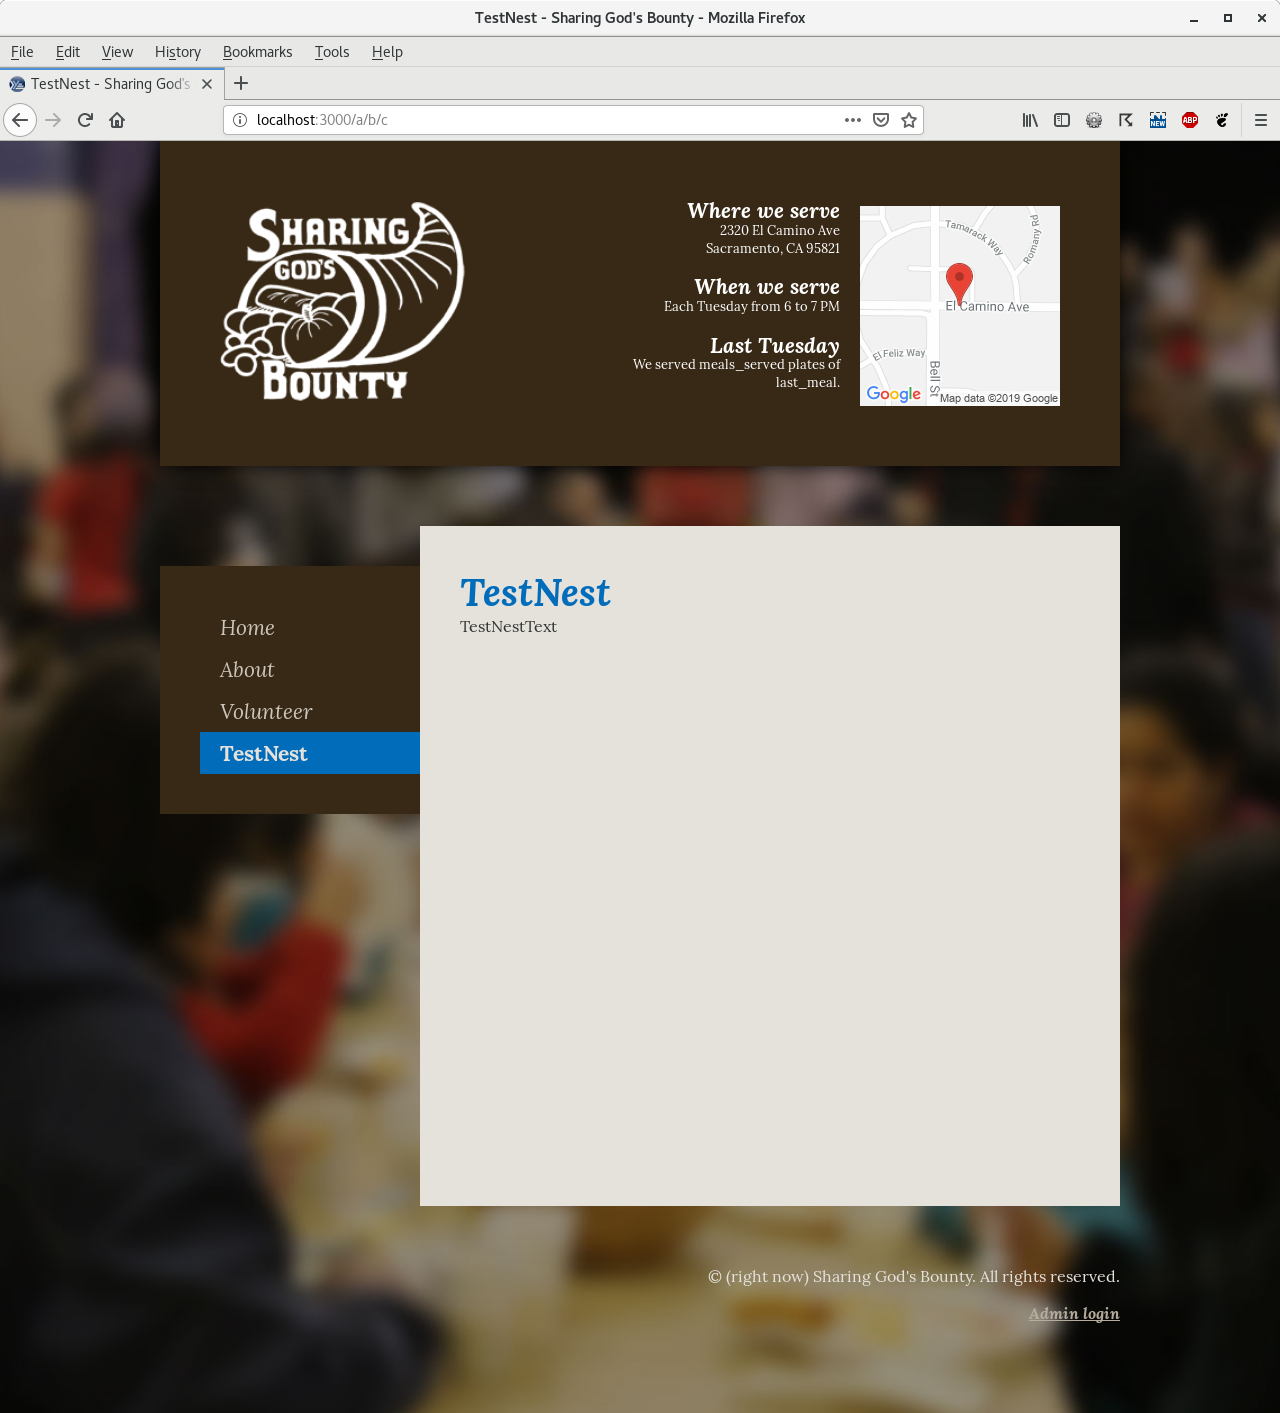 TestNest - Sharing God's Bounty - Mozilla Firefox
File Edit View History Bookmarks Tools Help
TestNest - Sharing God's
localhost:3000/a/b/c
NEW
ABP
SHARING
GOD'S
BOUNTY
Where we serve
2320 El Camino Ave
Sacramento, CA 95821
When we serve
Each Tuesday from 6 to 7 PM
Last Tuesday
We served meals_served plates of
last_meal.
Tamarack Way
Romany Rd
El Camino Ave
El Feliz Way
Bell St
Google
Map data ©2019 Google
Home
About
Volunteer
TestNest
TestNest
TestNestText
© (right now) Sharing God's Bounty. All rights reserved.
Admin login